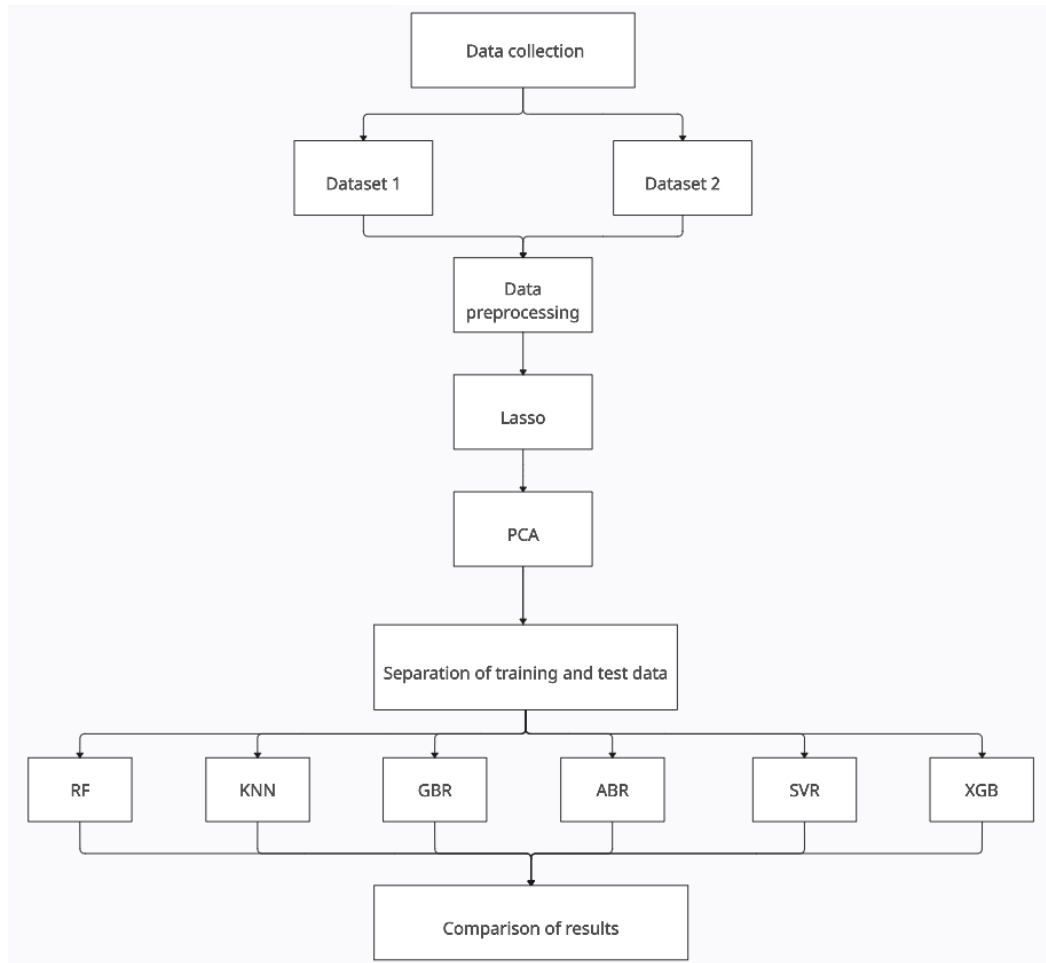 Data collection
Dataset 1
Dataset 2
Data
preprocessing
Lasso
PCA
Separation of training and test data
RF
KNN
GBR
ABR
SVR
XGB
Comparison of results